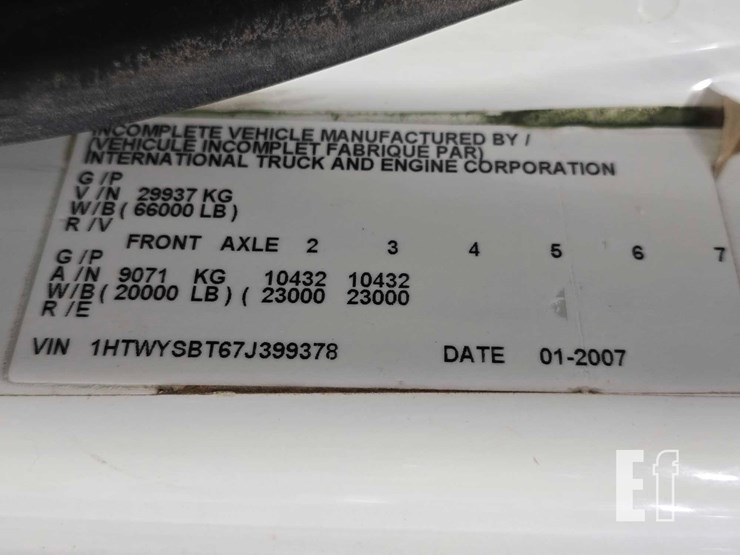 INCOMPLETE VEHICLE MANUFACTURED BY /
(VEHICULE INCOMPLET FABRIQUE PAR)
INTERNATIONAL TRUCK AND ENGINE CORPORATION
G /P
V /N 29937 KG
W/B ( 66000 LB )
R /V
FRONT AXLE 2 3 4 5 6 7
G /P
A /N 9071 KG 10432 10432
W/B ( 20000 LB ) ( 23000 23000
R /E
VIN 1HTWYSBT67J399378 DATE 01-2007
Ef